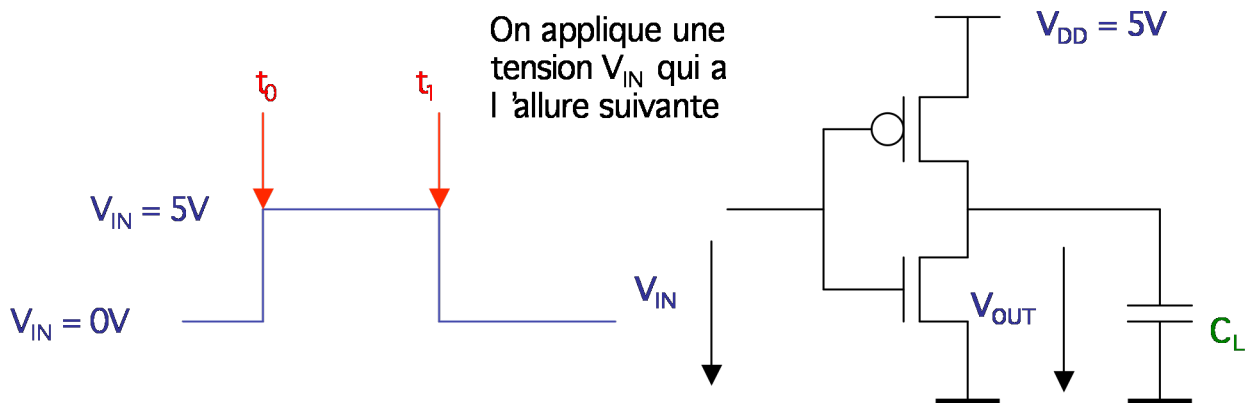 On applique une
tension VIN qui a
l 'allure suivante
t0
t1
VIN = 5V
VIN = 0V
VDD = 5V
VIN
VOUT
CL